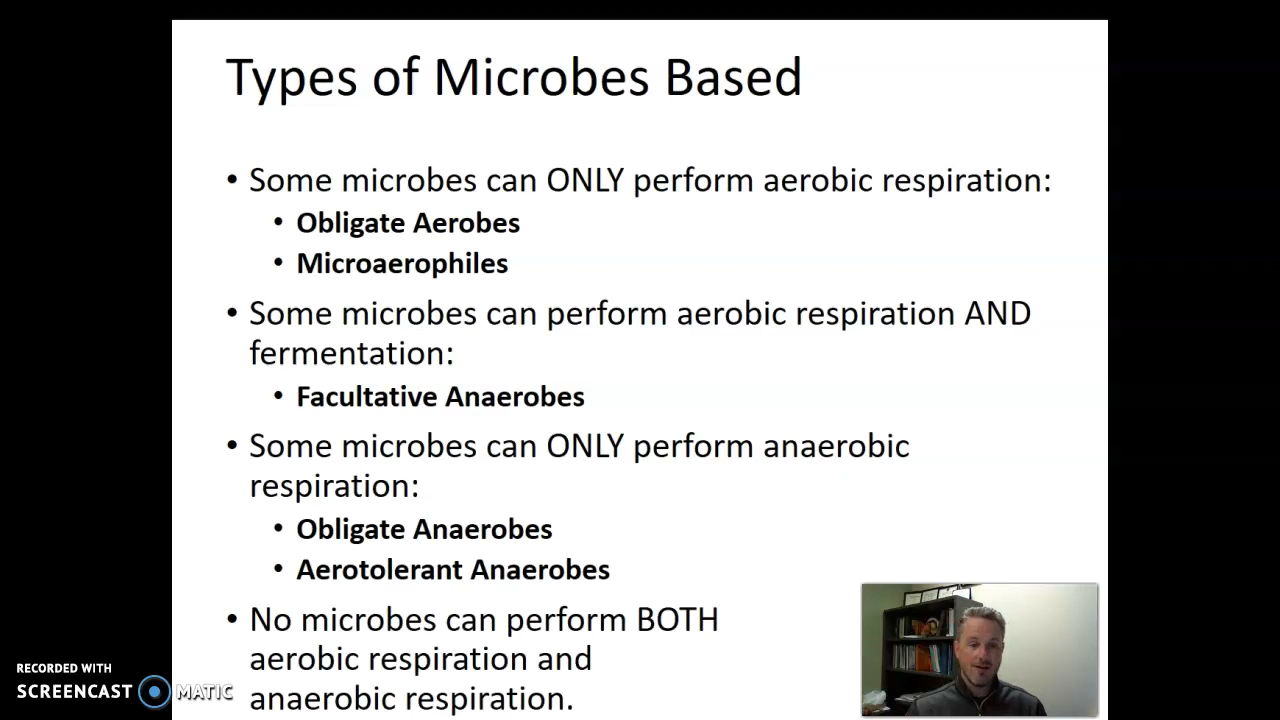 Types of Microbes Based
• Some microbes can ONLY perform aerobic respiration:
• Obligate Aerobes
• Microaerophiles
• Some microbes can perform aerobic respiration AND
fermentation:
• Facultative Anaerobes
• Some microbes can ONLY perform anaerobic
respiration:
• Obligate Anaerobes
• Aerotolerant Anaerobes
• No microbes can perform BOTH
aerobic respiration and
anaerobic respiration.
RECORDED WITH
SCREENCAST MATIC